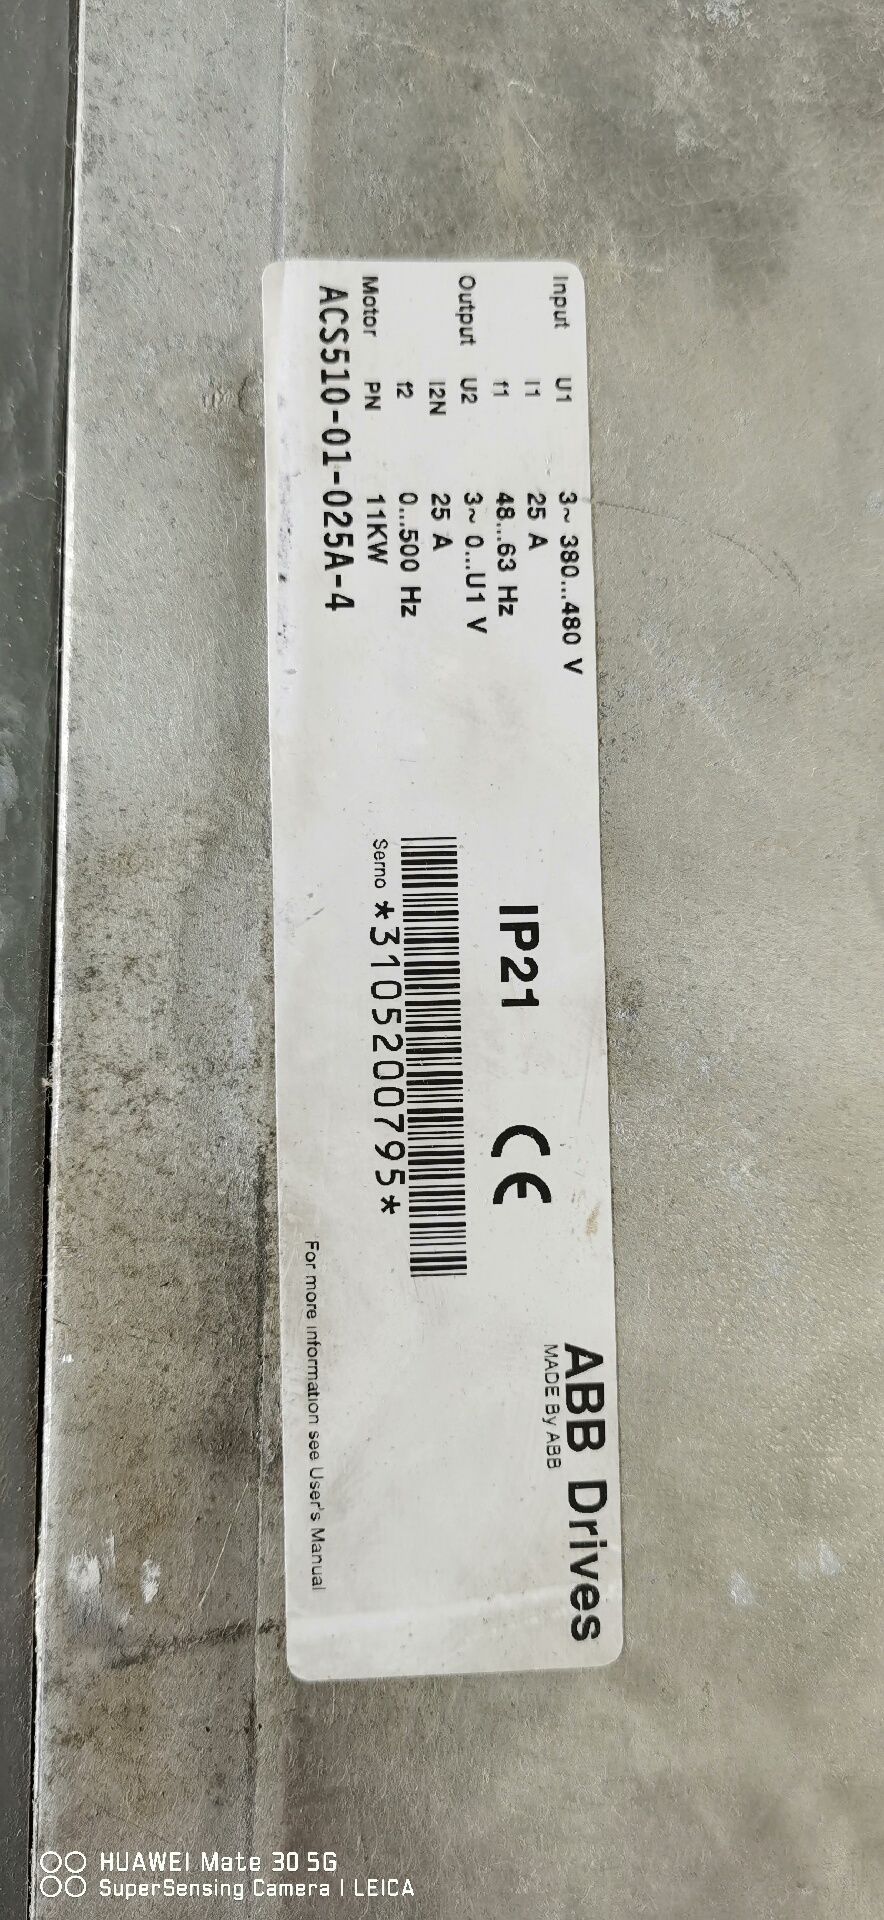 Input U1 3~ 380...480 V
I1 25 A
f1 48...63 Hz
Output U2 3~ 0...U1 V
I2N 25 A
f2 0...500 Hz
Motor PN 11KW
ACS510-01-025A-4
IP21 CE
Serno *3105200795*
ABB Drives
MADE By ABB
For more information see User's Manual
HUAWEI Mate 30 5G
SuperSensing Camera | LEICA